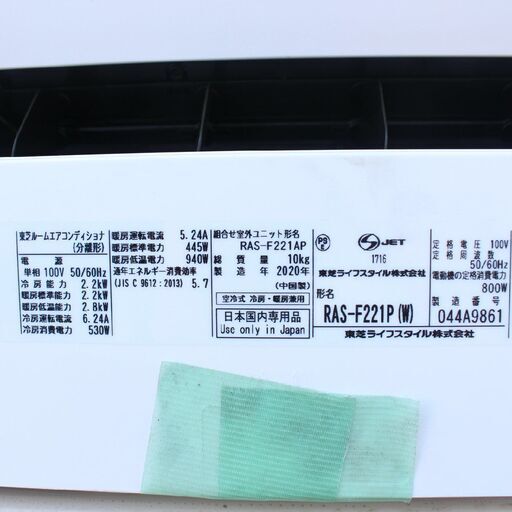 東芝ルームエアコンディショナ
(分離形)
電源
単相 100V 50/60Hz
冷房能力 2.2kW
暖房標準能力 2.2kW
暖房低温能力 2.8kW
冷房運転電流 6.24A
冷房消費電力 530W
暖房運転電流 5.24A
暖房標準電力 445W
暖房低温電力 940W
通年エネルギー消費効率
(JIS C 9612:2013) 5.7
組合せ室外ユニット形名
RAS-F221AP
総質量 10kg
製造年 2020年
(中国製)
空冷式 冷房・暖房兼用
日本国内専用品
Use only in Japan
PS
E
S JET
1716
東芝ライフスタイル株式会社
形名
RAS-F221P(W)
東芝ライフスタイル株式会社
定格電圧 100V
定格周波数
50/60Hz
電動機の定格消費電力
800W
製造番号
044A9861